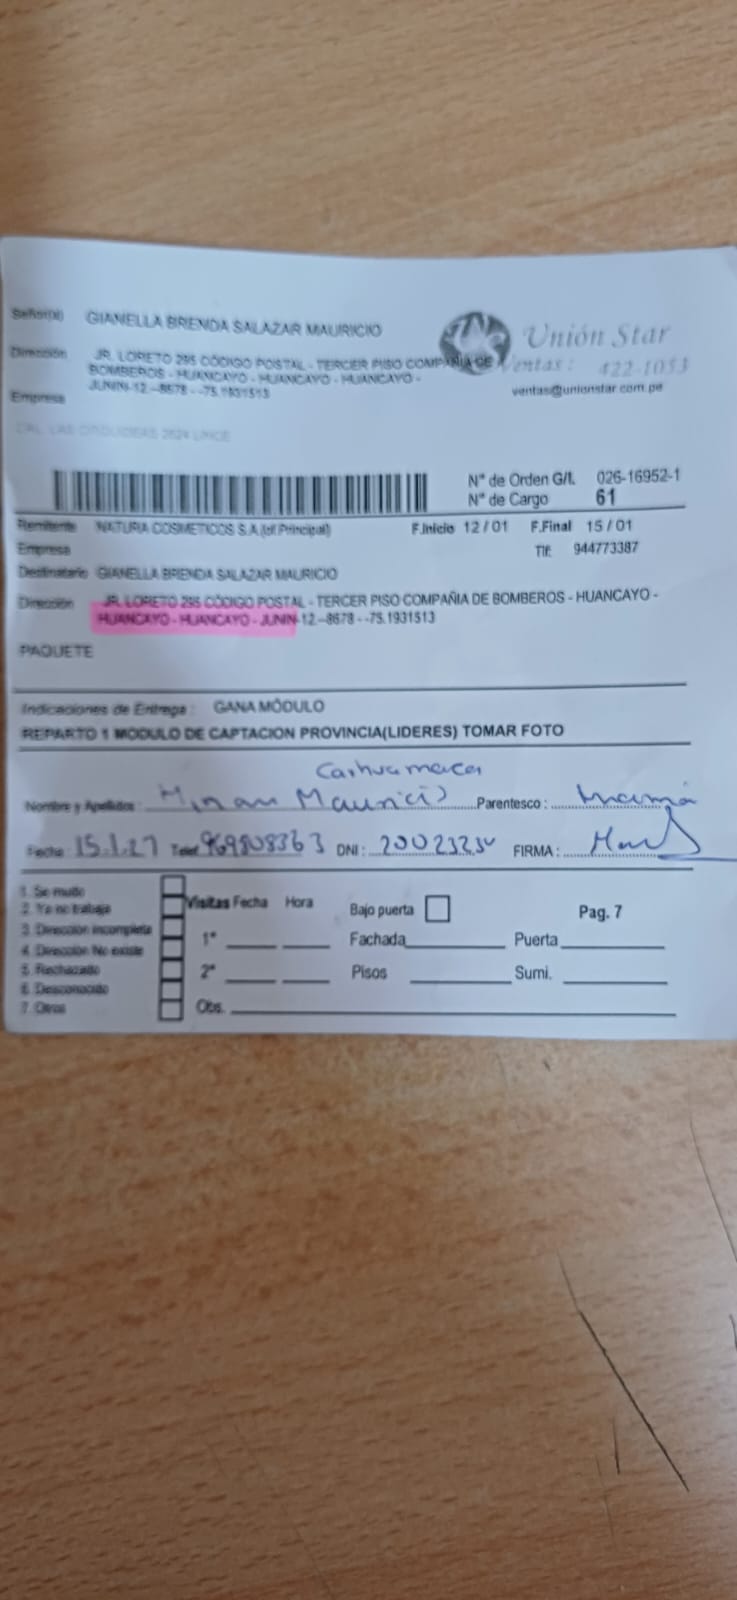 Señor(a) GIANELLA BRENDA SALAZAR MAURICIO
Unión Star
Dirección JR. LORETO 295 CÓDIGO POSTAL - TERCER PISO COMPAÑIA DE
Ventas: 422-1053
BOMBEROS - HUANCAYO - HUANCAYO - HUANCAYO -
JUNIN-12.--8678 - -75.1931513
ventas@unionstar.com.pe
Empresa
CAL. LAS ORQUIDEAS 2624 LINCE
N° de Orden G/I. 026-16952-1
N° de Cargo 61
Remitente NATURA COSMETICOS S.A.(of.Principal) F.Inicio 12/01 F.Final 15/01
Empresa Tlf. 944773387
Destinatario GIANELLA BRENDA SALAZAR MAURICIO
Dirección JR. LORETO 295 CÓDIGO POSTAL - TERCER PISO COMPAÑIA DE BOMBEROS - HUANCAYO -
HUANCAYO - HUANCAYO - JUNIN-12.--8678 - -75.1931513
PAQUETE
Indicaciones de Entrega : GANA MÓDULO
REPARTO 1 MODULO DE CAPTACION PROVINCIA(LIDERES) TOMAR FOTO
Nombre y Apellidos : Mauricio Parentesco : mamá
Fecha 15.1.27 Telef. 969808363 DNI : FIRMA :
1. Se mudo
2. Ya no trabaja
3. Dirección incompleta
4. Dirección No existe
5. Rechazado
6. Desconocido
7. Otros
Visitas Fecha Hora Bajo puerta Pag. 7
1° Fachada Puerta
2° Pisos Sumi.
Obs.